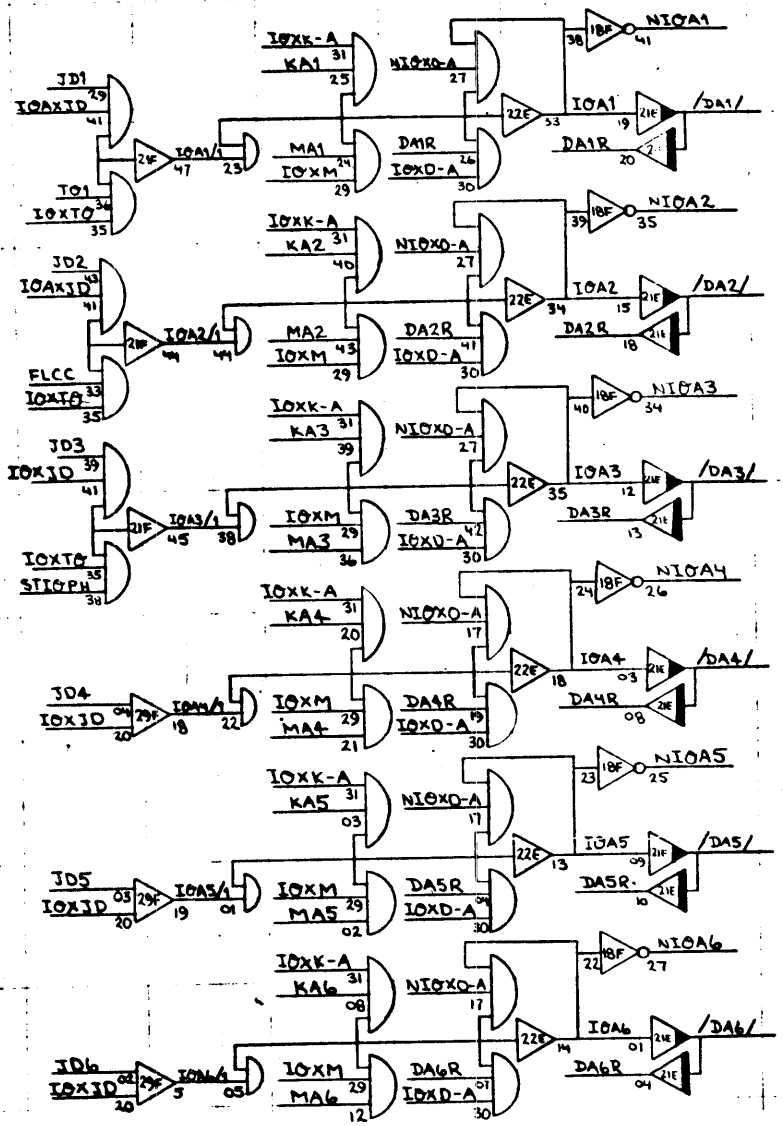 IOXK-A 31
KA1 25
NIOXD-A 27
38 18F 41 NIOA1
JD1 29
IOAXJD 41
21F 47 IOA1/1 23
22E 33 IOA1 19 21E /DA1/
MA1 24
IOXM 29
DA1R 26
IOXD-A 30
DA1R 20
TO1 36
IOXTO 35
IOXK-A 31
KA2 40
NIOXD-A 27
39 18F 35 NIOA2
JD2 43
IOAXJD 41
21F 44 IOA2/1 44
22E 34 IOA2 15 21E /DA2/
MA2 43
IOXM 29
DA2R 41
IOXD-A 30
DA2R 18 21E
FLCC 33
IOXTO 35
IOXK-A 31
KA3 39
NIOXD-A 27
40 18F 34 NIOA3
JD3 39
IOXJD 41
21F 45 IOA3/1 38
22E 35 IOA3 12 21E /DA3/
IOXM 29
MA3 36
DA3R 42
IOXD-A 30
DA3R 13 21E
IOXTO 35
STIOPH 38
IOXK-A 31
KA4 20
NIOXD-A 17
24 18F 26 NIOA4
22E 18 IOA4 03 21E /DA4/
JD4 04
IOXJD 20
29F 18 IOA4/1 22
IOXM 29
MA4 21
DA4R 19
IOXD-A 30
DA4R 08 21E
IOXK-A 31
KA5 03
NIOXD-A 17
23 18F 25 NIOA5
22E 13 IOA5 09 21E /DA5/
JD5 03
IOXJD 20
29F 19 IOA5/1 01
IOXM 29
MA5 02
DA5R 04
IOXD-A 30
DA5R 10 21E
IOXK-A 31
KA6 08
NIOXD-A 17
22 18F 27 NIOA6
22E 14 IOA6 01 21E /DA6/
JD6
IOXJD 20
29F 5 IOA6/1 05
IOXM 29
MA6 12
DA6R 07
IOXD-A 30
DA6R 04 21E